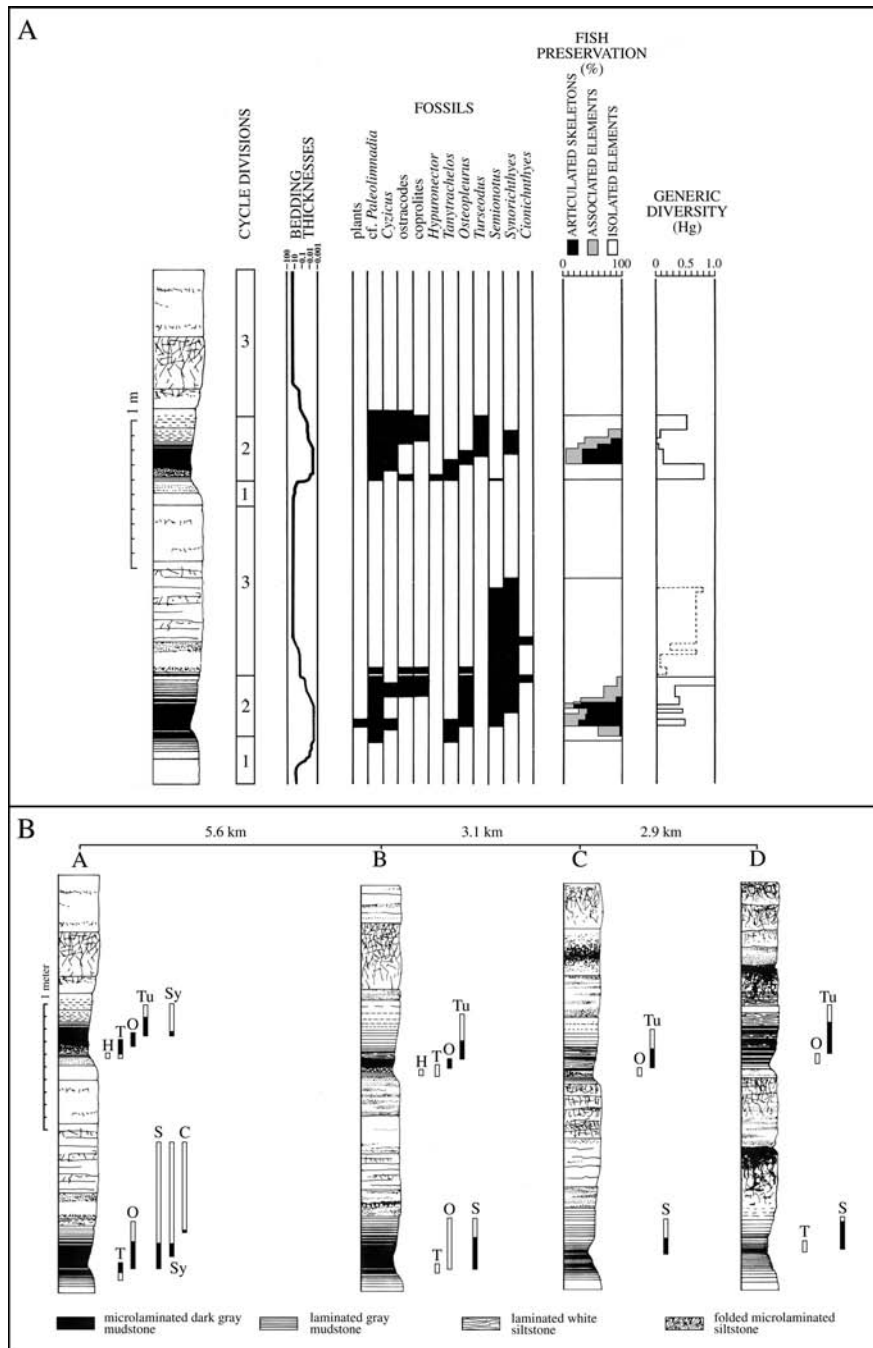 A
FISH
PRESERVATION
(%)
FOSSILS
CYCLE DIVISIONS
BEDDING
THICKNESSES
plants
cf. Paleolimnadia
Cyzicus
ostracodes
coprolites
Hypuronector
Tanytrachelos
Osteopleurus
Turseodus
Semionotus
Synorichthyes
Cionichnthyes
ARTICULATED SKELETONS
ASSOCIATED ELEMENTS
ISOLATED ELEMENTS
GENERIC
DIVERSITY
(Hg)
100
10
0.1
0.01
0.001
0 100
0 0.5 1.0
3
1 m
2
1
3
2
1
B
5.6 km 3.1 km 2.9 km
A B C D
1 meter
H T O Tu Sy
H T O Tu
O Tu
O Tu
T O S C
Sy
T O S
S
T S
microlaminated dark gray
mudstone
laminated gray
mudstone
laminated white
siltstone
folded microlaminated
siltstone